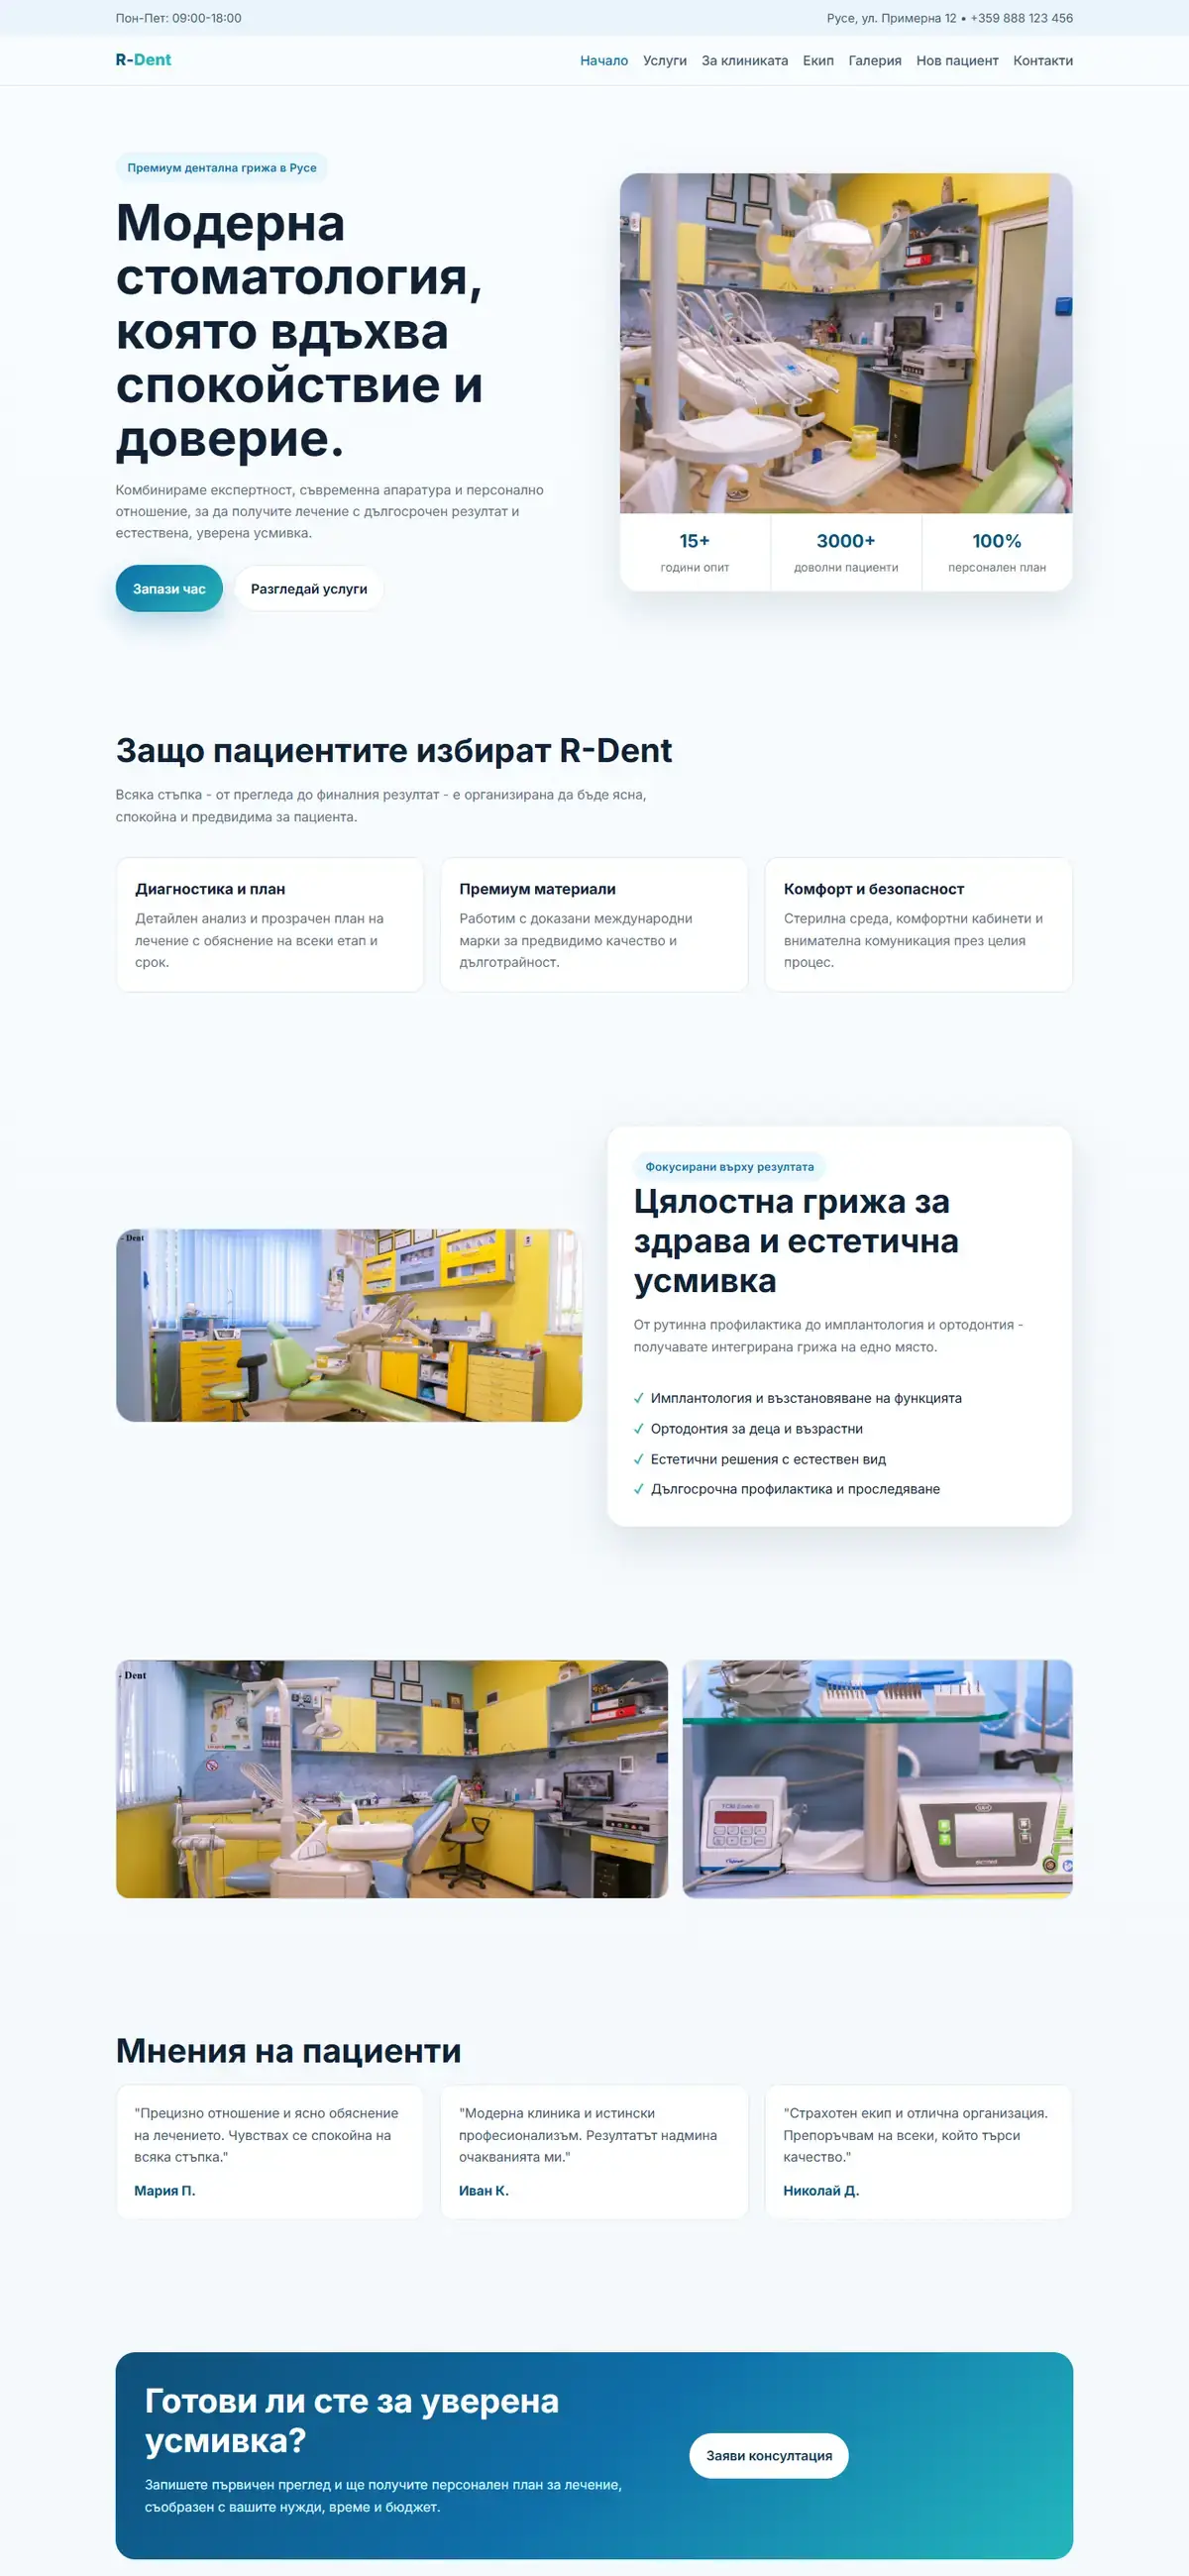 Пон-Пет: 09:00-18:00
Русе, ул. Примерна 12 • +359 888 123 456
R-Dent
Начало Услуги За клиниката Екип Галерия Нов пациент Контакти
Премиум дентална грижа в Русе
Модерна
стоматология,
която вдъхва
спокойствие и
доверие.
Комбинираме експертност, съвременна апаратура и персонално
отношение, за да получите лечение с дългосрочен резултат и
естествена, уверена усмивка.
Запази час
Разгледай услуги
15+
години опит
3000+
доволни пациенти
100%
персонален план
Защо пациентите избират R-Dent
Всяка стъпка - от прегледа до финалния резултат - е организирана да бъде ясна,
спокойна и предвидима за пациента.
Диагностика и план
Детайлен анализ и прозрачен план на
лечение с обяснение на всеки етап и
срок.
Премиум материали
Работим с доказани международни
марки за предвидимо качество и
дълготрайност.
Комфорт и безопасност
Стерилна среда, комфортни кабинети и
внимателна комуникация през целия
процес.
- Dent
Фокусирани върху резултата
Цялостна грижа за
здрава и естетична
усмивка
От рутинна профилактика до имплантология и ортодонтия -
получавате интегрирана грижа на едно място.
✓ Имплантология и възстановяване на функцията
✓ Ортодонтия за деца и възрастни
✓ Естетични решения с естествен вид
✓ Дългосрочна профилактика и проследяване
- Dent
Мнения на пациенти
"Прецизно отношение и ясно обяснение
на лечението. Чувствах се спокойна на
всяка стъпка."
Мария П.
"Модерна клиника и истински
професионализъм. Резултатът надмина
очакванията ми."
Иван К.
"Страхотен екип и отлична организация.
Препоръчвам на всеки, който търси
качество."
Николай Д.
Готови ли сте за уверена
усмивка?
Запишете първичен преглед и ще получите персонален план за лечение,
съобразен с вашите нужди, време и бюджет.
Заяви консултация